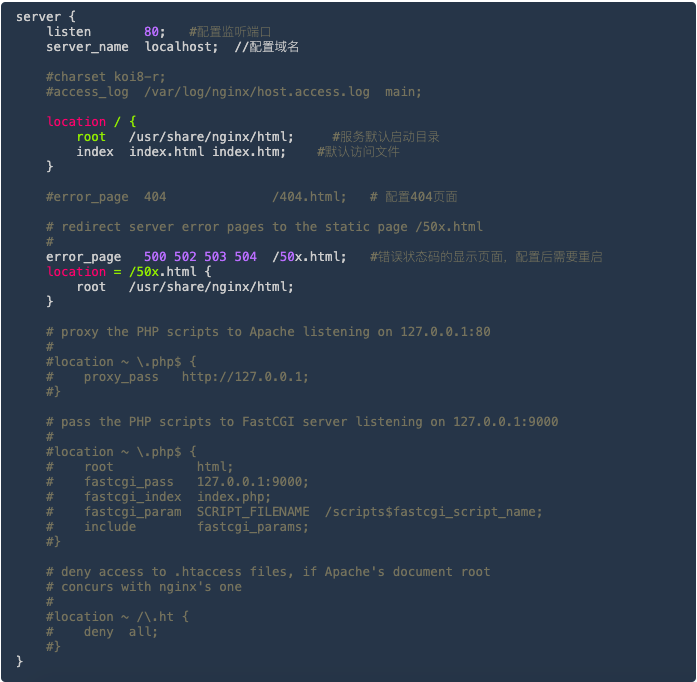 server {
    listen       80;   #配置监听端口
    server_name  localhost;  //配置域名

    #charset koi8-r;
    #access_log  /var/log/nginx/host.access.log  main;

    location / {
        root   /usr/share/nginx/html;     #服务默认启动目录
        index  index.html index.htm;    #默认访问文件
    }

    #error_page  404              /404.html;   # 配置404页面

    # redirect server error pages to the static page /50x.html
    #
    error_page   500 502 503 504  /50x.html;   #错误状态码的显示页面，配置后需要重启
    location = /50x.html {
        root   /usr/share/nginx/html;
    }

    # proxy the PHP scripts to Apache listening on 127.0.0.1:80
    #
    #location ~ \.php$ {
    #    proxy_pass   http://127.0.0.1;
    #}

    # pass the PHP scripts to FastCGI server listening on 127.0.0.1:9000
    #
    #location ~ \.php$ {
    #    root           html;
    #    fastcgi_pass   127.0.0.1:9000;
    #    fastcgi_index  index.php;
    #    fastcgi_param  SCRIPT_FILENAME  /scripts$fastcgi_script_name;
    #    include        fastcgi_params;
    #}

    # deny access to .htaccess files, if Apache's document root
    # concurs with nginx's one
    #
    #location ~ /\.ht {
    #    deny  all;
    #}
}